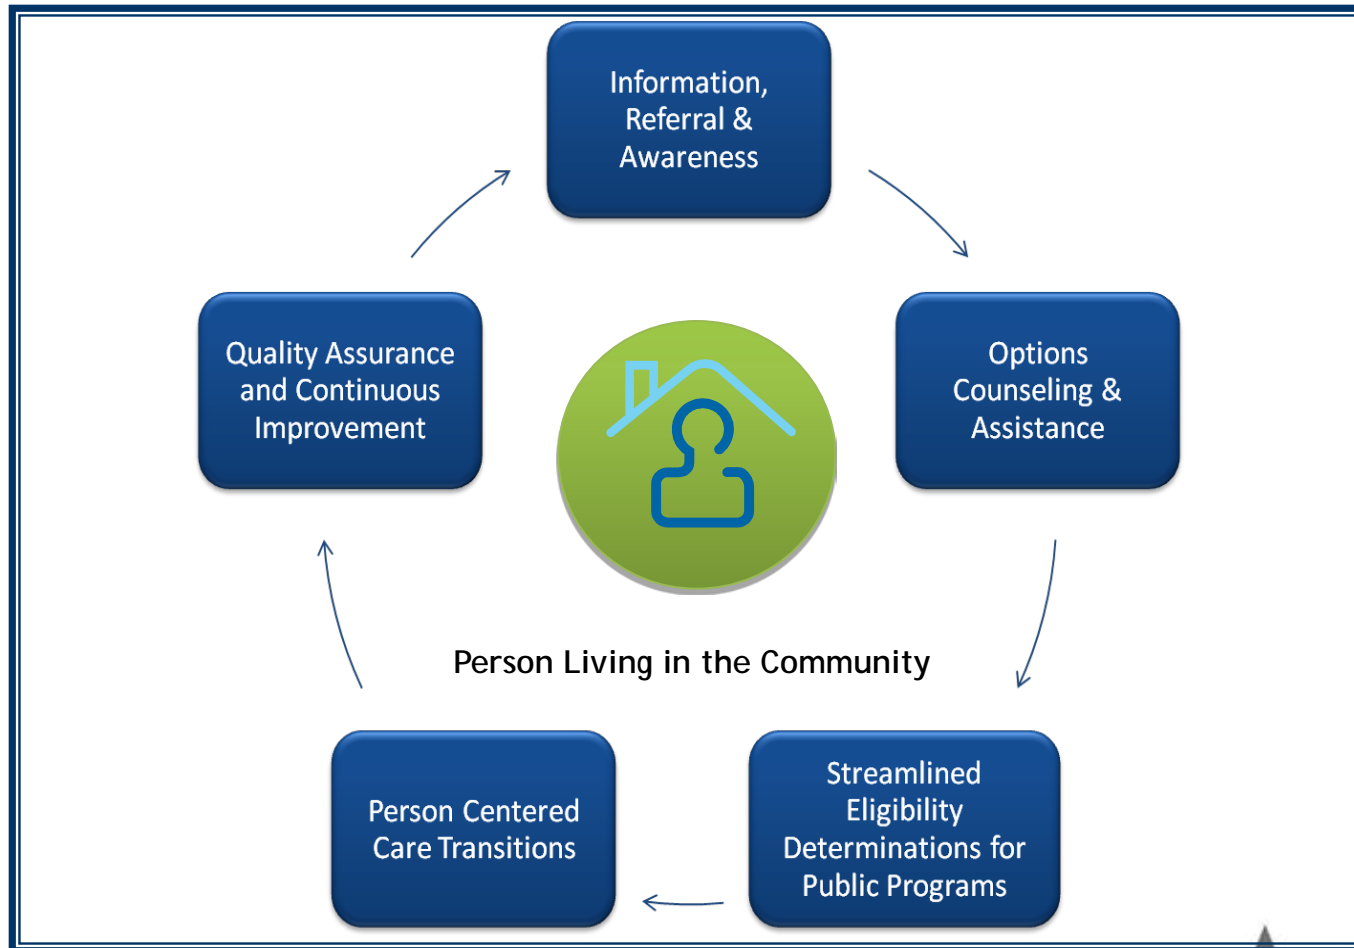 Information,
Referral &
Awareness
Options
Counseling &
Assistance
Streamlined
Eligibility
Determinations for
Public Programs
Person Centered
Care Transitions
Quality Assurance
and Continuous
Improvement
Person Living in the Community